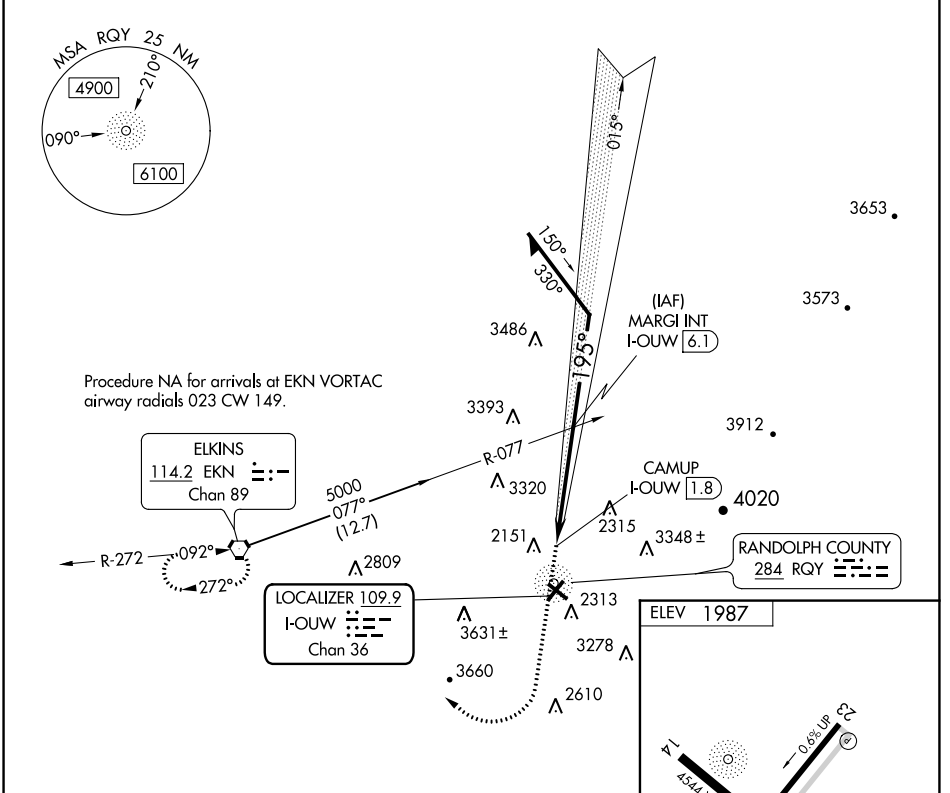 MSA RQY 25 NM
4900
210°
090°
6100
015°
3653
150°
330°
3573
(IAF)
MARGI INT
I-OUW 6.1
3486
195°
Procedure NA for arrivals at EKN VORTAC
airway radials 023 CW 149.
3393
3912
ELKINS
114.2 EKN
Chan 89
R-077
5000
077°
(12.7)
3320
CAMUP
I-OUW 1.8
4020
2315
2151
3348±
R-272
092°
272°
2809
RANDOLPH COUNTY
284 RQY
LOCALIZER 109.9
I-OUW
Chan 36
2313
3631±
3278
3660
2610
ELEV 1987
23
0.6% UP
P
14
4544